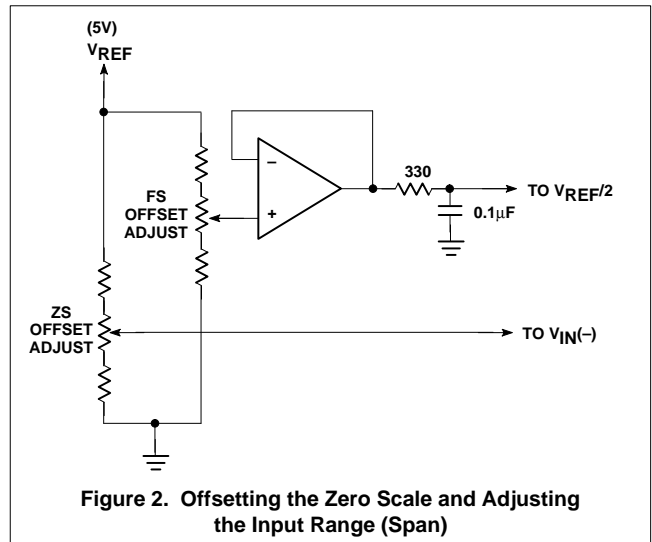 (5V)
VREF
FS
OFFSET
ADJUST
–
+
330
TO VREF/2
0.1µF
ZS
OFFSET
ADJUST
TO VIN(–)
Figure 2. Offsetting the Zero Scale and Adjusting
the Input Range (Span)